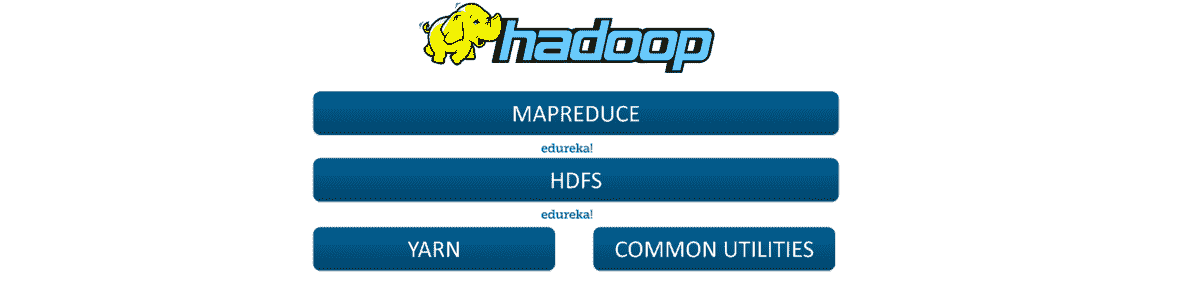 hadoop
MAPREDUCE
edureka!
HDFS
edureka!
YARN
COMMON UTILITIES